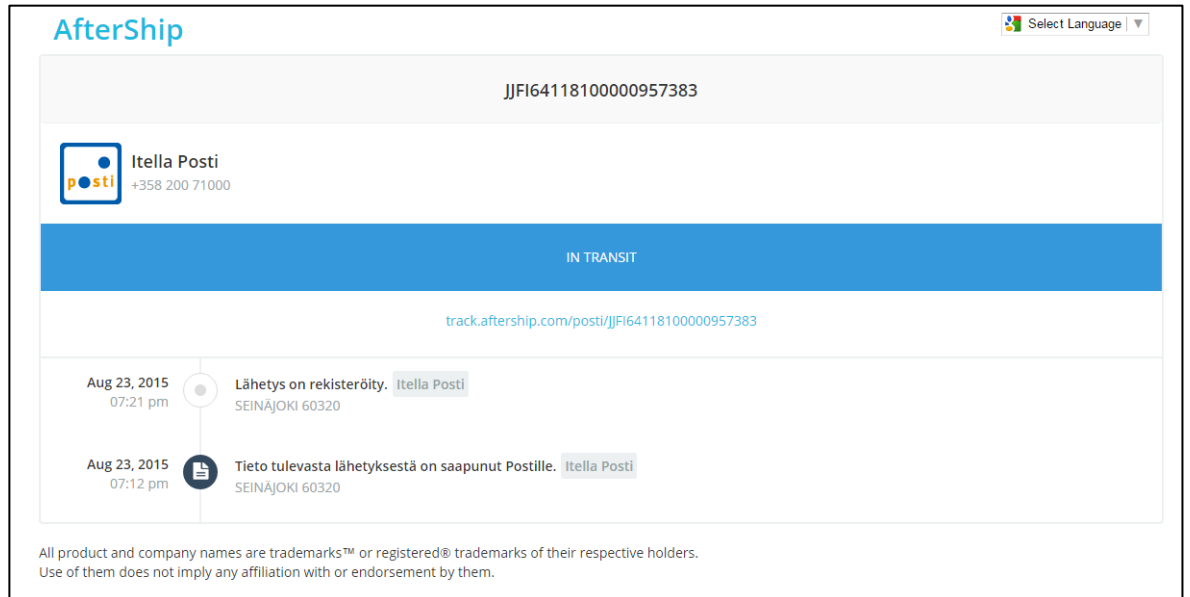 AfterShip
Select Language ▼
JJFI64118100000957383
posti
Itella Posti
+358 200 71000
IN TRANSIT
track.aftership.com/posti/JJFI64118100000957383
Aug 23, 2015
07:21 pm
Lähetys on rekisteröity. Itella Posti
SEINÄJOKI 60320
Aug 23, 2015
07:12 pm
Tieto tulevasta lähetyksestä on saapunut Postille. Itella Posti
SEINÄJOKI 60320
All product and company names are trademarks™ or registered® trademarks of their respective holders.
Use of them does not imply any affiliation with or endorsement by them.